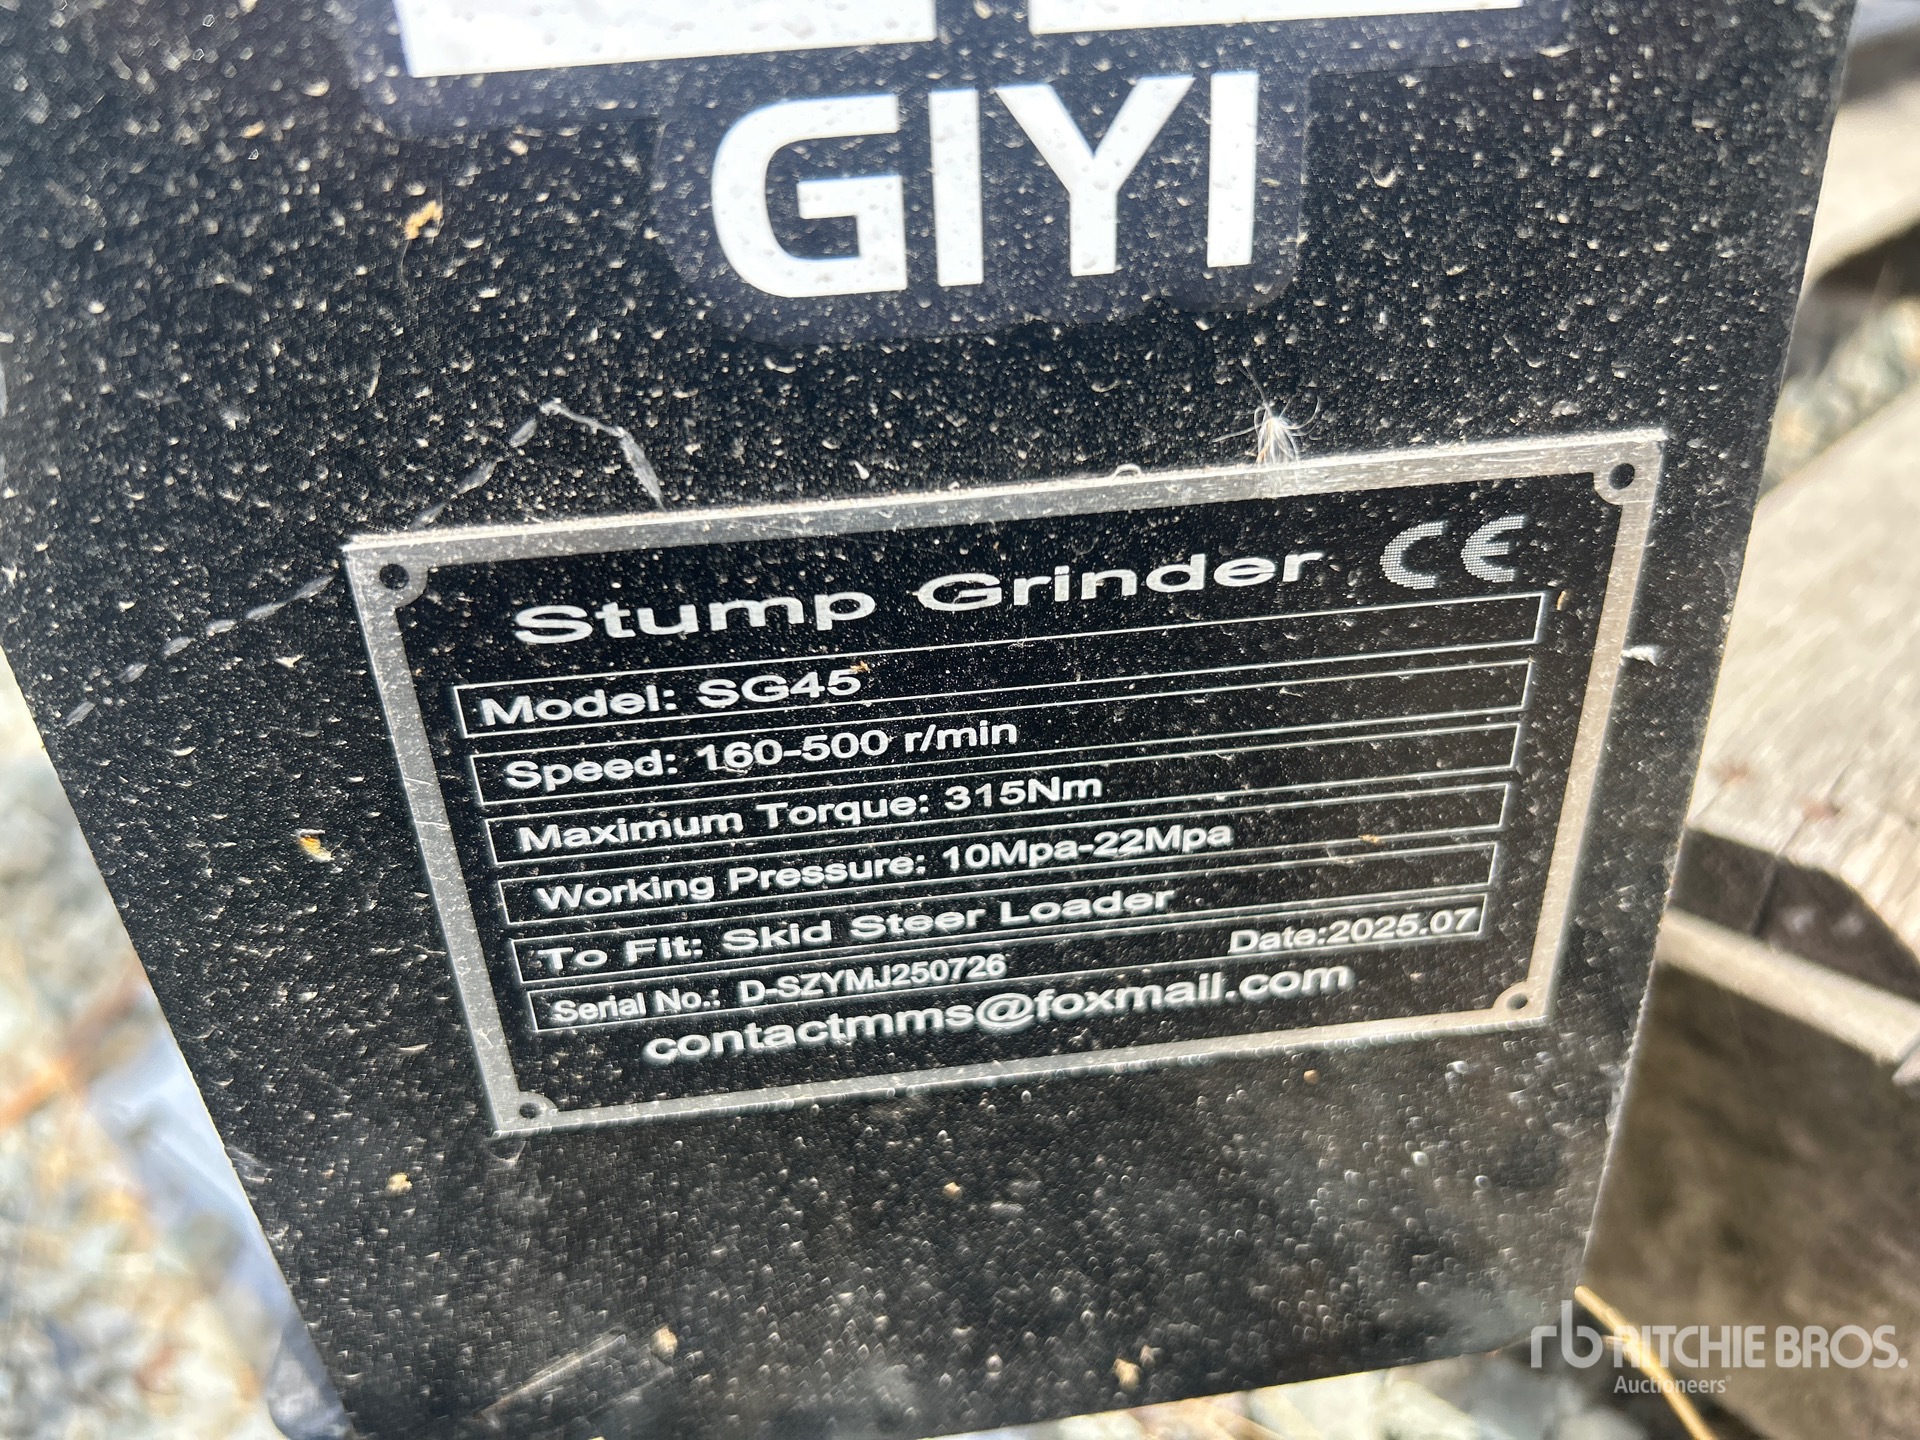 GIYI
Stump Grinder CE
Model: SG45
Speed: 160-500 r/min
Maximum Torque: 315Nm
Working Pressure: 10Mpa-22Mpa
To Fit: Skid Steer Loader
Serial No.: D-SZYMJ250726 Date:2025.07
contactmms@foxmail.com
rb RITCHIE BROS.
Auctioneers